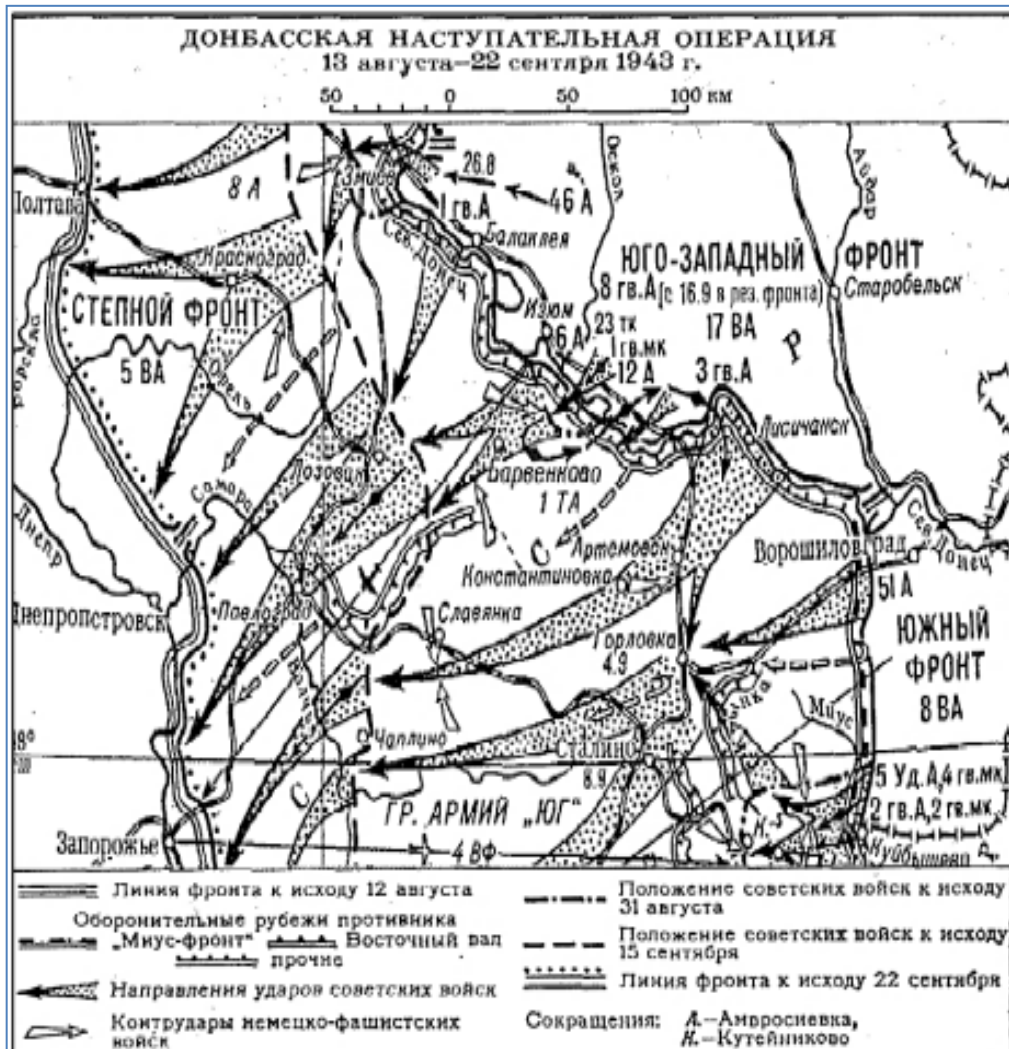 ДОНБАССКАЯ НАСТУПАТЕЛЬНАЯ ОПЕРАЦИЯ
13 августа–22 сентября 1943 г.
50 0 50 100 км
Оскол
Айдар
Змиев
26.8
46 А
8 А
1 гв.А
Полтава
Сев. Донец
Балаклея
Красноград
ЮГО-ЗАПАДНЫЙ ФРОНТ
8 гв.А (с 16.9 в рез. фронта)
Старобельск
СТЕПНОЙ ФРОНТ
Изюм
17 ВА
6 А
23 тк
1 гв.мк
12 А
3 гв.А
Р
5 ВА
Орель
Лисичанск
Лозовая
Барвенково
1 ТА
Самара
С
Днепр
Артемовск
Ворошиловград
Сев. Донец
Константиновка
Х
51 А
Днепропстровск
Павлоград
Славянка
Горловка
4.9
ЮЖНЫЙ
ФРОНТ
8 ВА
Миус
Чаплино
Сталино
8.9
5 Уд.А,4 гв.мк
С
ГР. АРМИЙ „ЮГ“
2 гв.А,2 гв.мк
Запорожье
4 ВФ
К.
Куйбышево
Линия фронта к исходу 12 августа
Оборонительные рубежи противника
„Миус-фронт“ Восточный вал
прочие
Направления ударов советских войск
Контрудары немецко-фашистских
войск
Положение советских войск к исходу
31 августа
Положение советских войск к исходу
15 сентября
Линия фронта к исходу 22 сентября
Сокращения: А.–Амвросиевка,
К.–Кутейниково